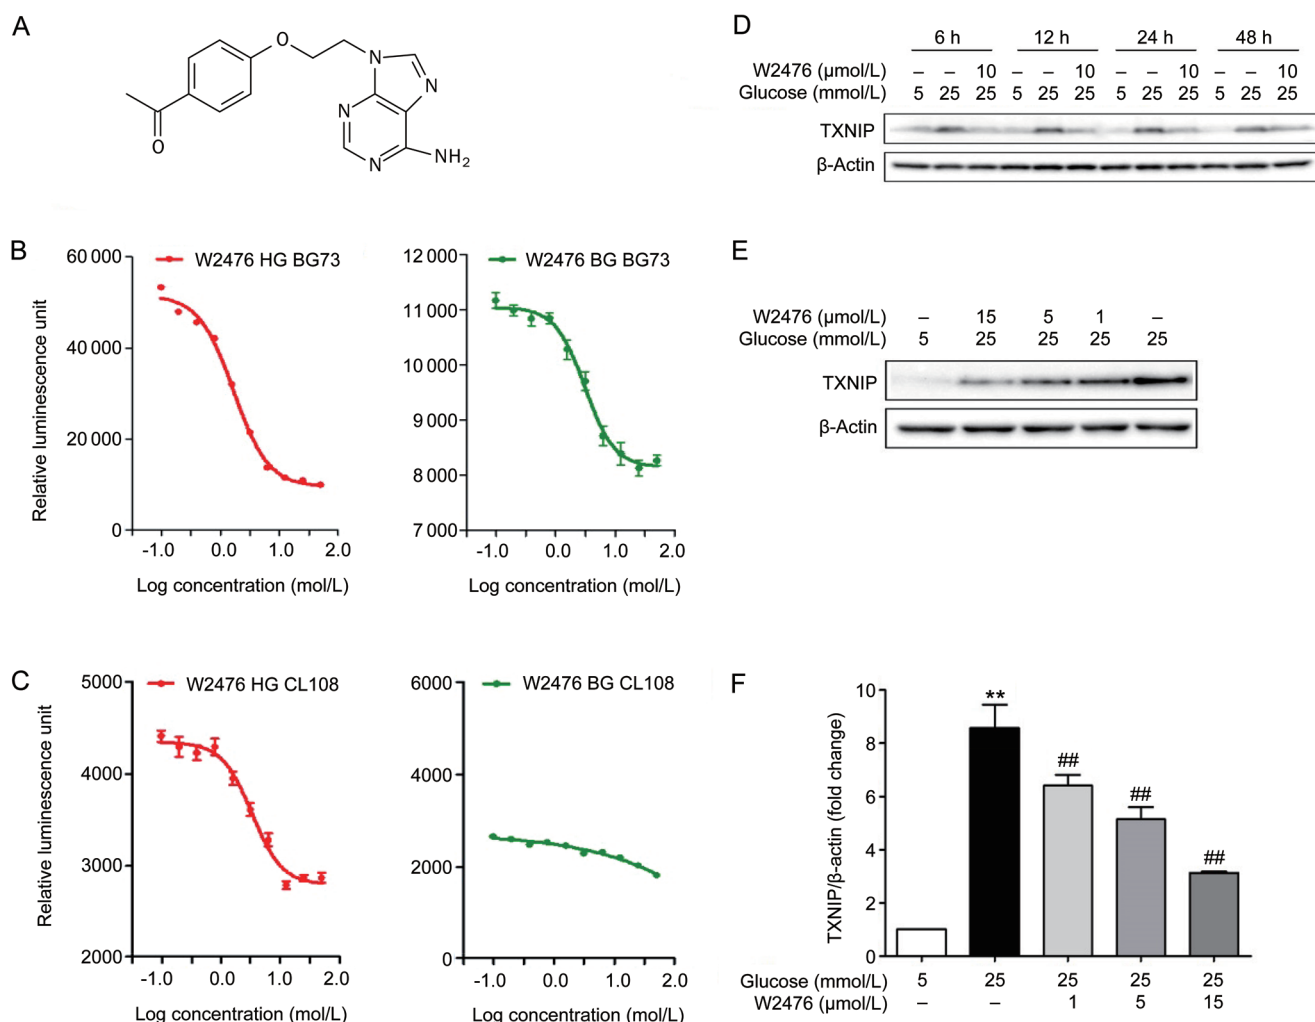 A
O
O
N
N
N
N
NH₂
B
60 000
40 000
20 000
0
Relative luminescence unit
W2476 HG BG73
-1.0 0.0 1.0 2.0
Log concentration (mol/L)
12 000
11 000
10 000
9 000
8 000
7 000
W2476 BG BG73
-1.0 0.0 1.0 2.0
Log concentration (mol/L)
C
5000
4000
3000
2000
Relative luminescence unit
W2476 HG CL108
-1.0 0.0 1.0 2.0
Log concentration (mol/L)
6000
4000
2000
0
W2476 BG CL108
-1.0 0.0 1.0 2.0
Log concentration (mol/L)
D
6 h 12 h 24 h 48 h
W2476 (μmol/L) – – 10 – – 10 – – 10 – – 10
Glucose (mmol/L) 5 25 25 5 25 25 5 25 25 5 25 25
TXNIP
β-Actin
E
W2476 (μmol/L) – 15 5 1 –
Glucose (mmol/L) 5 25 25 25 25
TXNIP
β-Actin
F
TXNIP/β-actin (fold change)
10
8
6
4
2
0
**
##
##
##
Glucose (mmol/L) 5 25 25 25 25
W2476 (μmol/L) – – 1 5 15